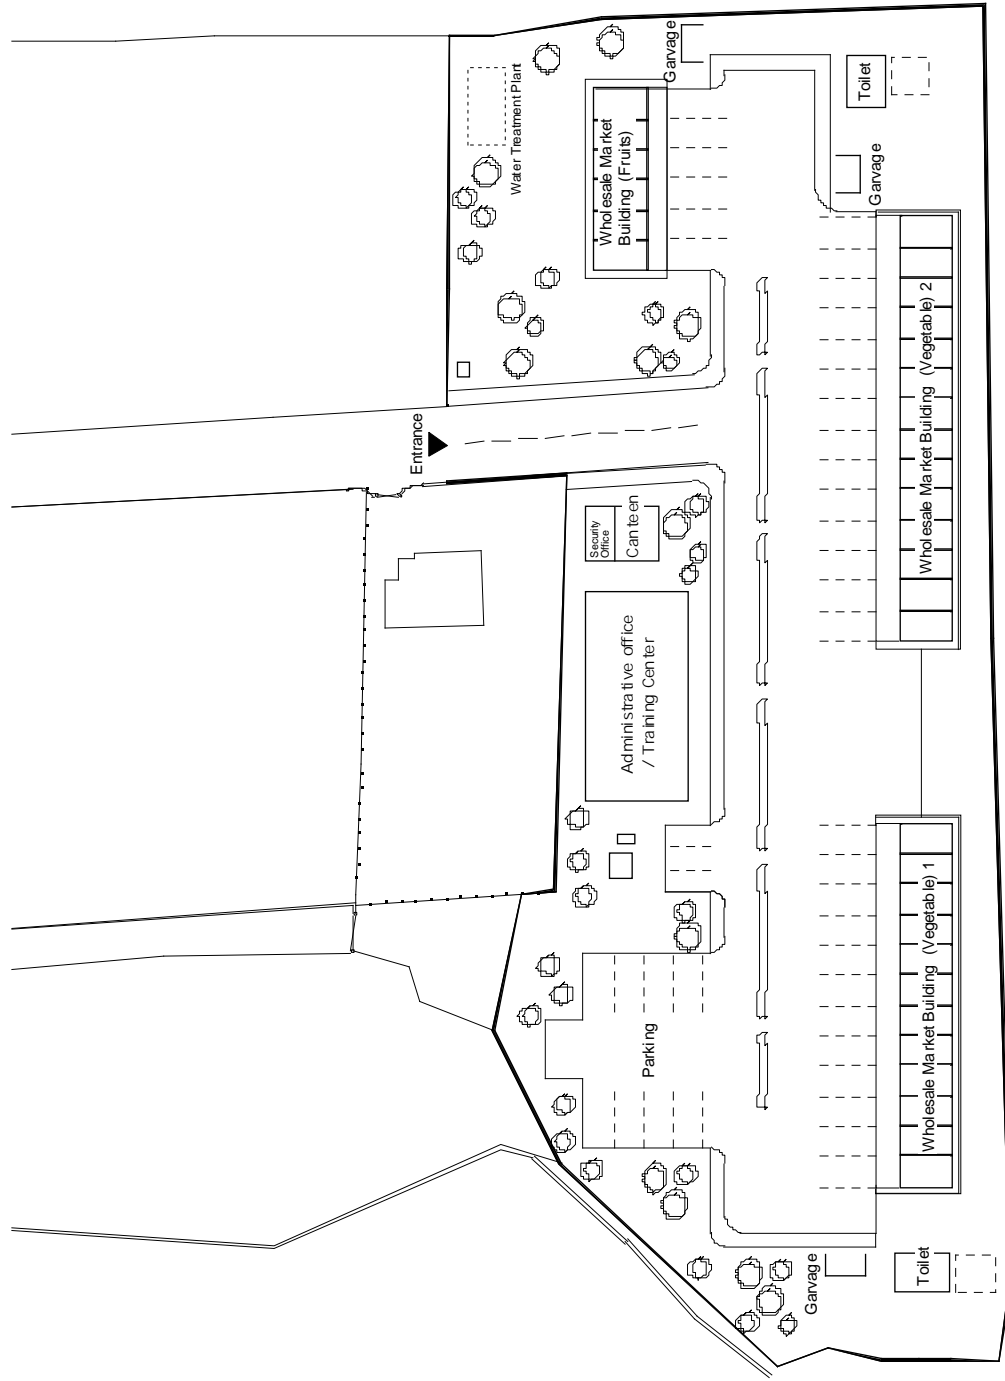 Garvage
Toilet
Water Treatment Plant
Wholesale Market
Building (Fruits)
Garvage
Wholesale Market Building (Vegetable) 2
Entrance
Security
Office
Canteen
Administrative office
/ Training Center
Parking
Wholesale Market Building (Vegetable) 1
Garvage
Toilet